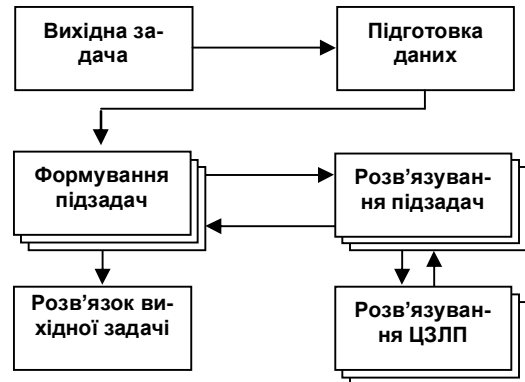 Вихідна за-
дача
Підготовка
даних
Формування
підзадач
Розв’язуван-
ня підзадач
Розв’язок ви-
хідної задачі
Розв’язуван-
ня ЦЗЛП